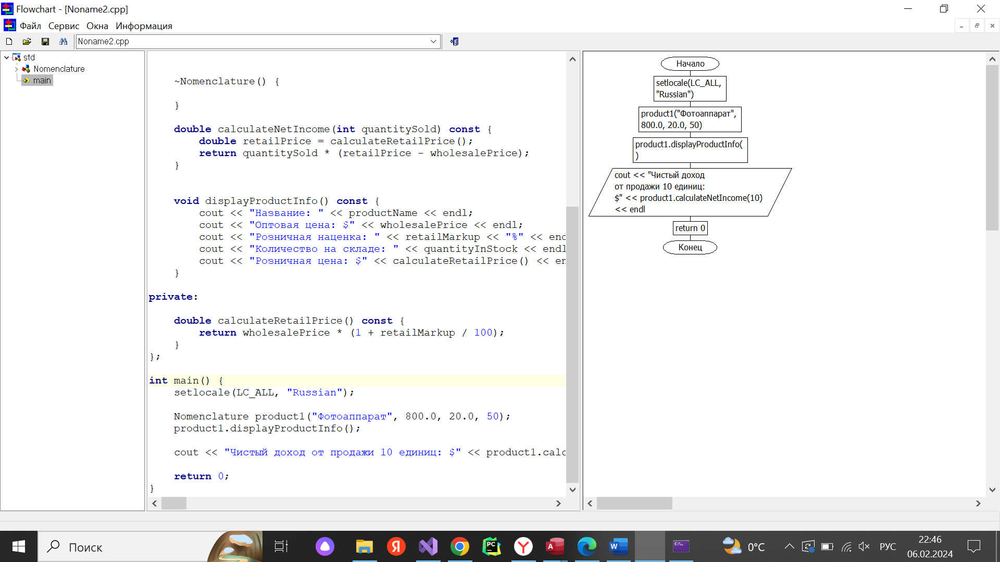 Flowchart - [Noname2.cpp]
Файл Сервис Окна Информация
Noname2.cpp
std
Nomenclature
main
~Nomenclature() {
}
double calculateNetIncome(int quantitySold) const {
double retailPrice = calculateRetailPrice();
return quantitySold * (retailPrice - wholesalePrice);
}
void displayProductInfo() const {
cout << "Название: " << productName << endl;
cout << "Оптовая цена: $" << wholesalePrice << endl;
cout << "Розничная наценка: " << retailMarkup << "%" << end
cout << "Количество на складе: " << quantityInStock << endl
cout << "Розничная цена: $" << calculateRetailPrice() << en
}
private:
double calculateRetailPrice() const {
return wholesalePrice * (1 + retailMarkup / 100);
}
};
int main() {
setlocale(LC_ALL, "Russian");
Nomenclature product1("Фотоаппарат", 800.0, 20.0, 50);
product1.displayProductInfo();
cout << "Чистый доход от продажи 10 единиц: $" << product1.calc
return 0;
}
Начало
setlocale(LC_ALL,
"Russian")
product1("Фотоаппарат",
800.0, 20.0, 50)
product1.displayProductInfo(
)
cout << "Чистый доход
от продажи 10 единиц:
$" << product1.calculateNetIncome(10)
<< endl
return 0
Конец
Поиск
0°C
РУС
22:46
06.02.2024